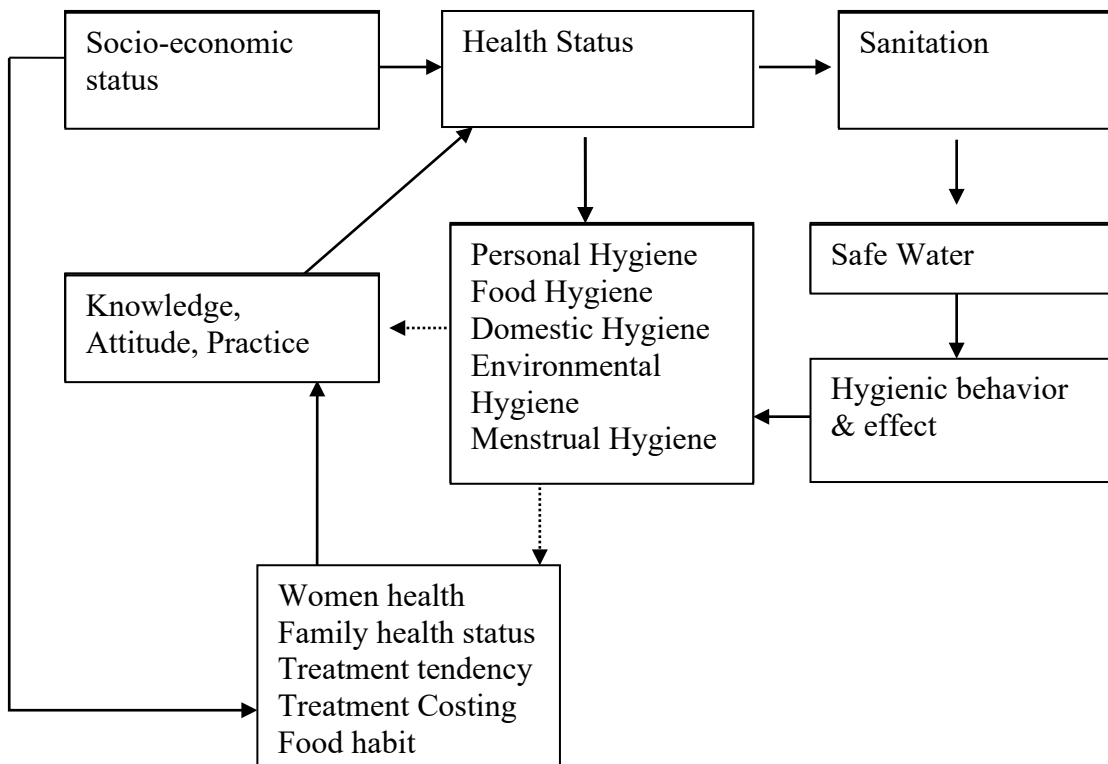 Socio-economic
status
Health Status
Sanitation
Personal Hygiene
Food Hygiene
Domestic Hygiene
Environmental
Hygiene
Menstrual Hygiene
Safe Water
Knowledge,
Attitude, Practice
Hygienic behavior
& effect
Women health
Family health status
Treatment tendency
Treatment Costing
Food habit